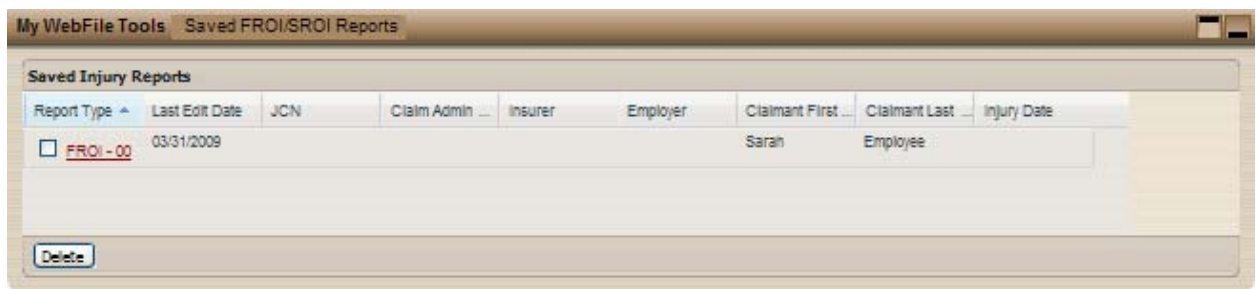 My WebFile Tools Saved FROI/SROI Reports
Saved Injury Reports
Report Type Last Edit Date JCN Claim Admin ... Insurer Employer Claimant First ... Claimant Last ... Injury Date
FROI - 00 03/31/2009 Sarah Employee
Delete